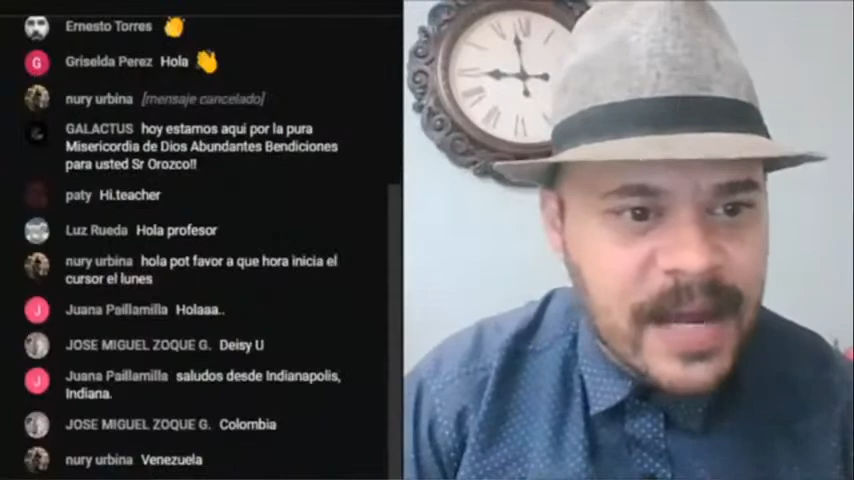 Ernesto Torres 👏
G Griselda Perez Hola 👋
nury urbina [mensaje cancelado]
GALACTUS hoy estamos aqui por la pura
Misericordia de Dios Abundantes Bendiciones
para usted Sr Orozco!!
paty Hi.teacher
Luz Rueda Hola profesor
nury urbina hola pot favor a que hora inicia el
cursor el lunes
J Juana Paillamilla Holaaa..
JOSE MIGUEL ZOQUE G. Deisy U
J Juana Paillamilla saludos desde Indianapolis,
Indiana.
JOSE MIGUEL ZOQUE G. Colombia
nury urbina Venezuela